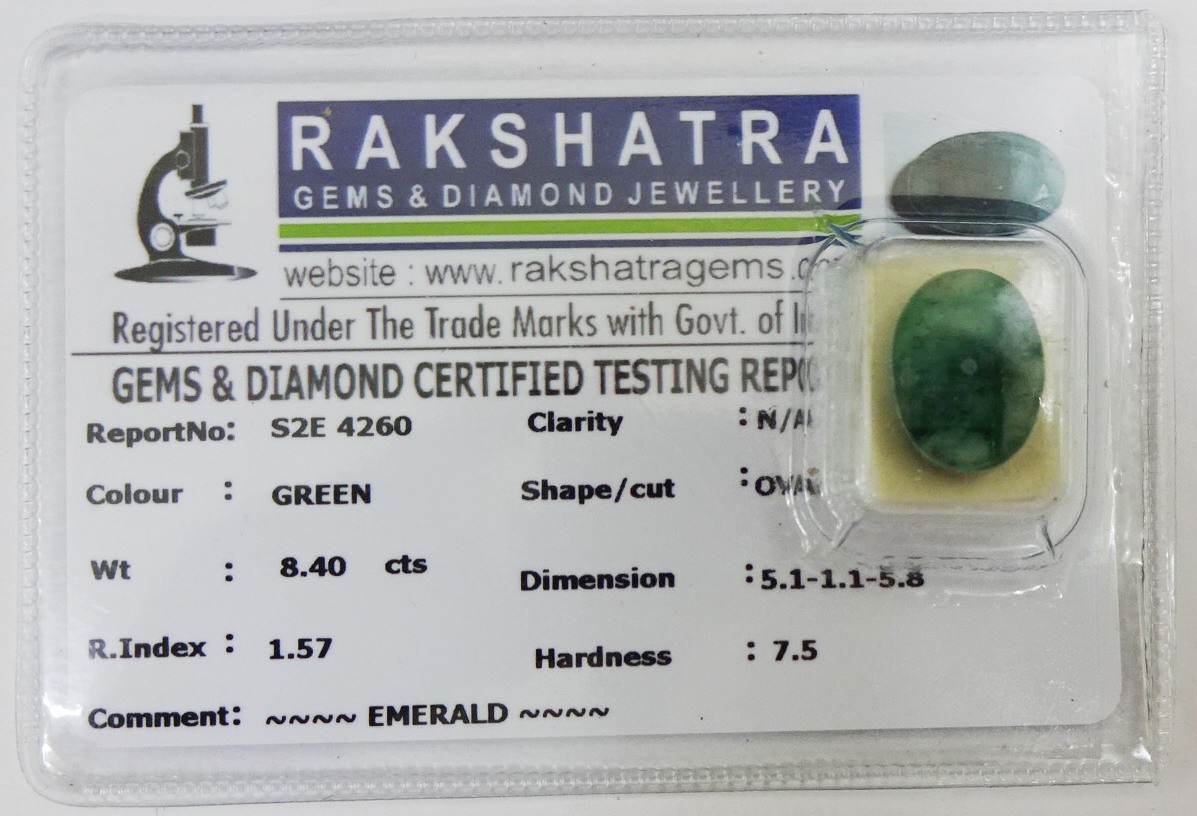 RAKSHATRA
GEMS & DIAMOND JEWELLERY
website : www. rakshatragems
Registered Under The Trade Marks with Govt. of
GEMS & DIAMOND CERTIFIED TESTING
ReportNo: S2E 4260 Clarity : N/A
Colour : GREEN Shape/cut :
Wt : 8.40 cts Dimension : 5.1-1.1-5.8
R.Index : 1.57 Hardness : 7.5
Comment: ~~~~ EMERALD ~~~~